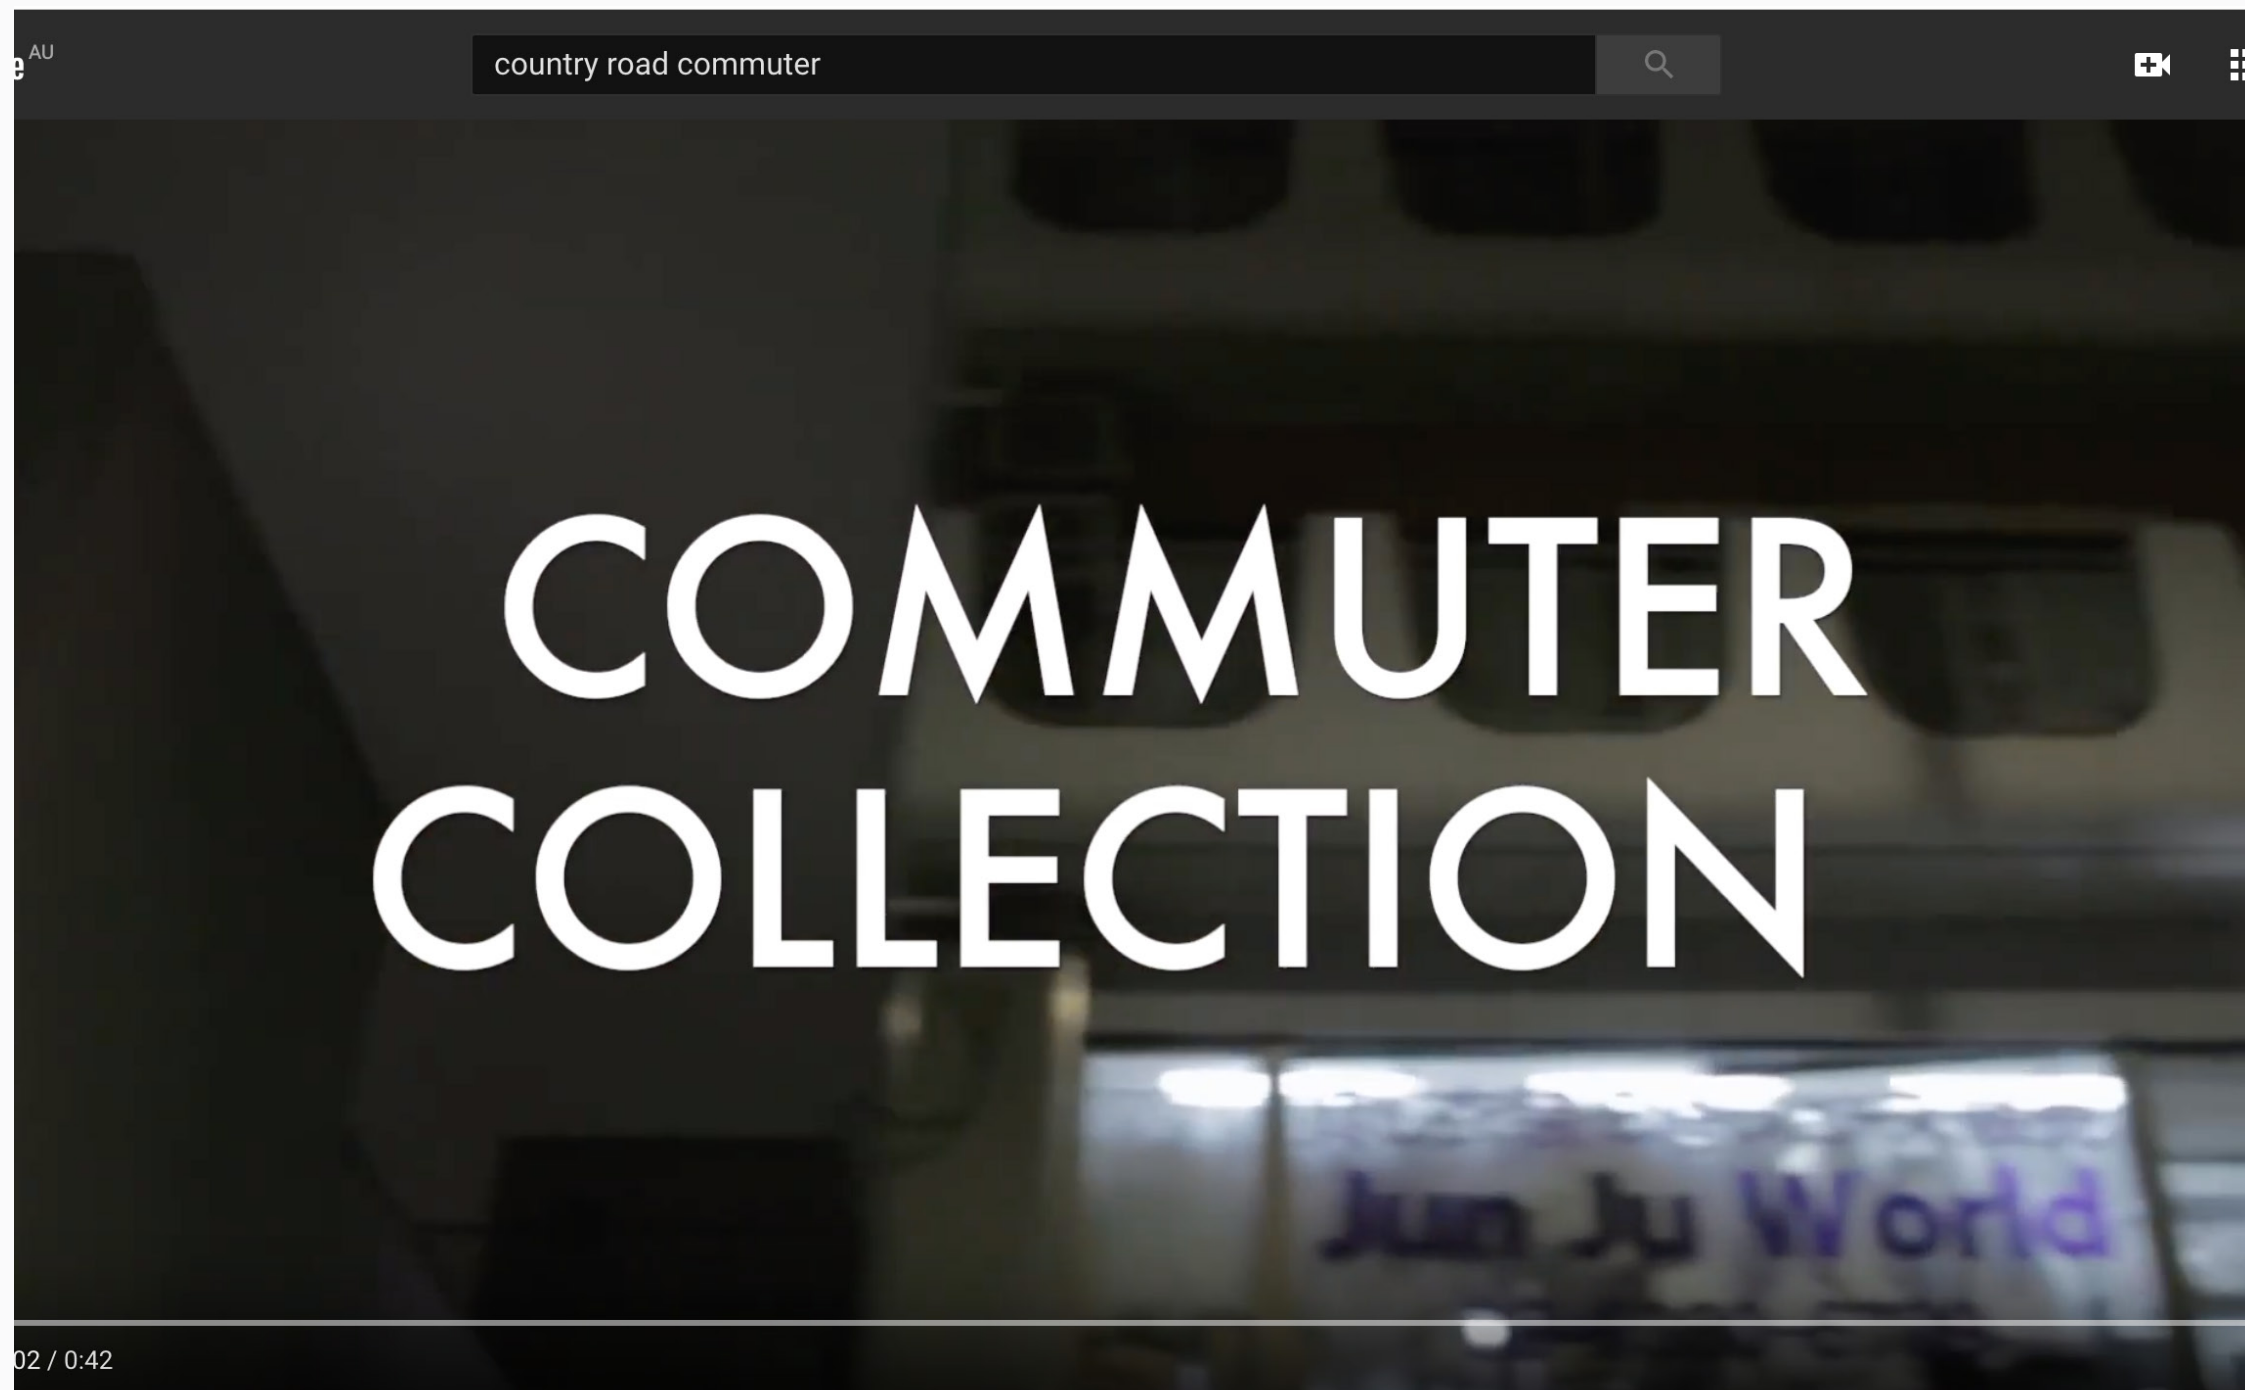 e AU
country road commuter
COMMUTER
COLLECTION
Jun Ju World
02 / 0:42